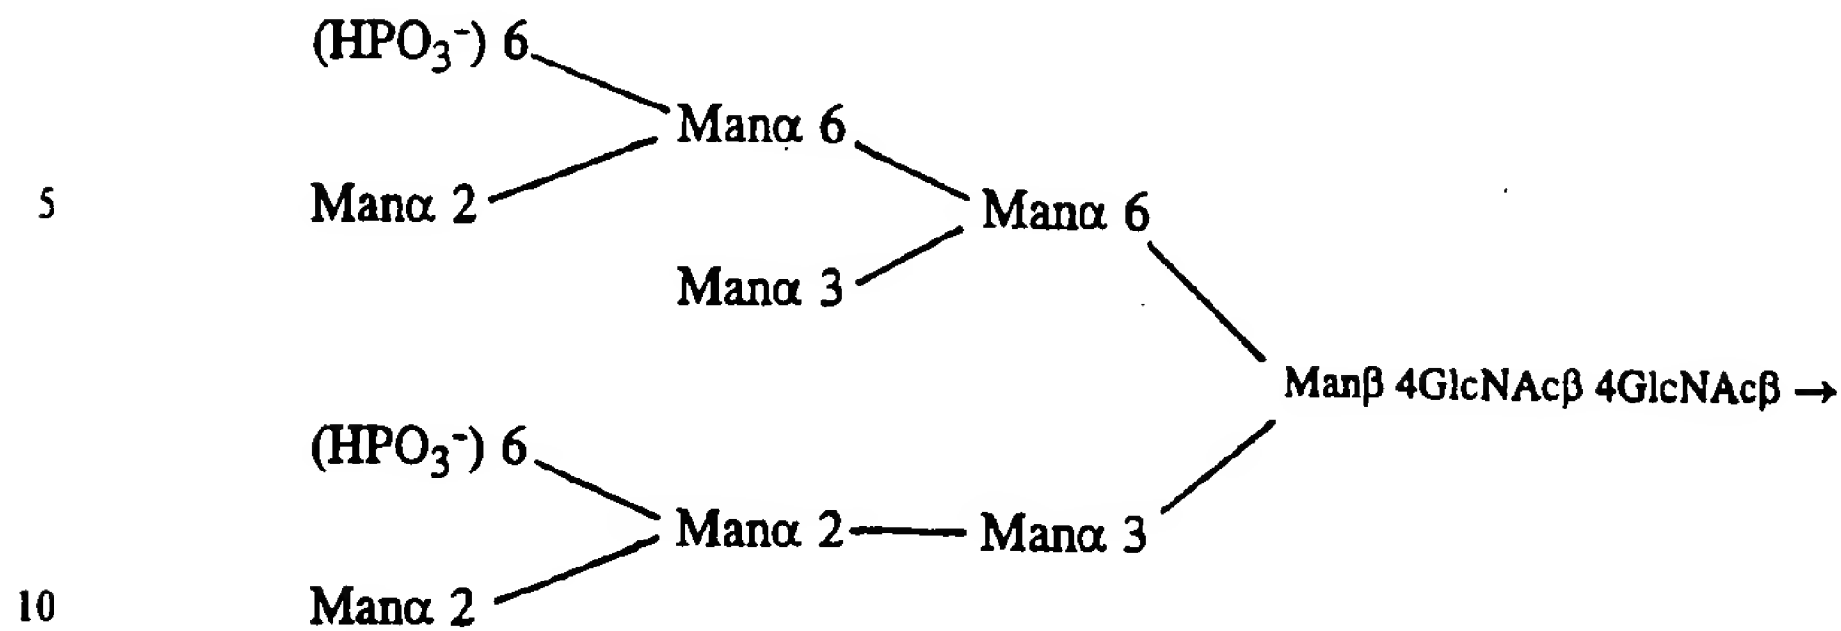 (HPO₃⁻) 6
Manα 6
5 Manα 2 Manα 6
Manα 3
Manβ 4GlcNAcβ 4GlcNAcβ →
(HPO₃⁻) 6
Manα 2 Manα 3
10 Manα 2